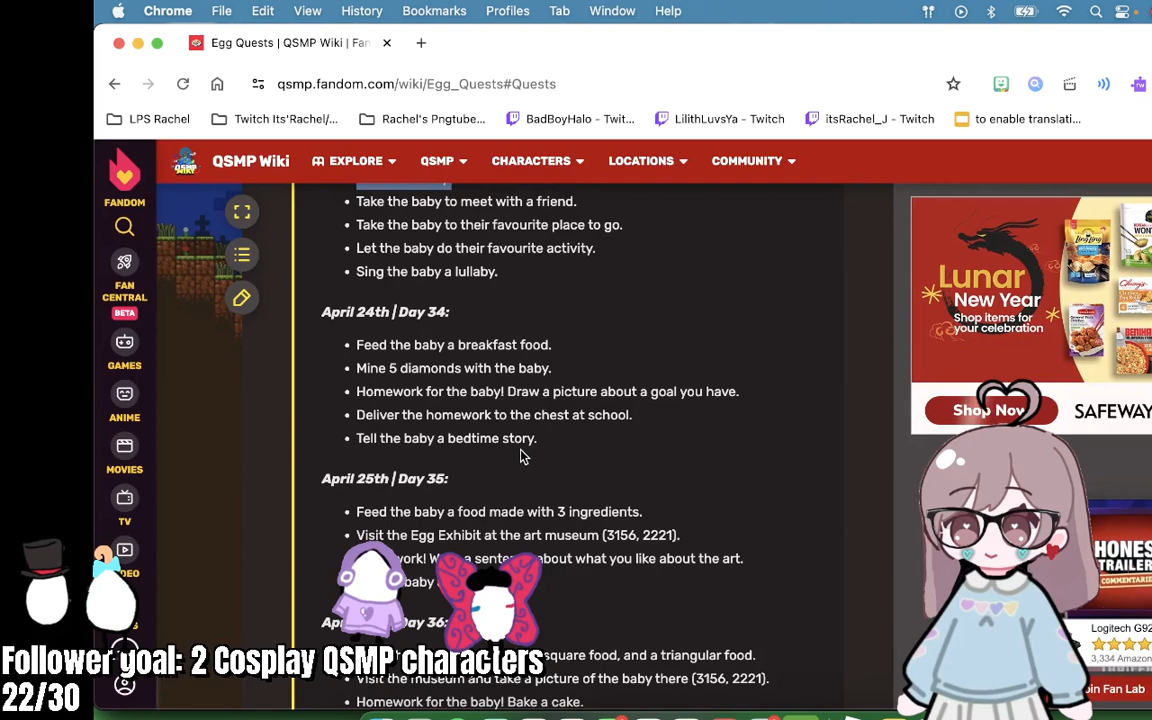 Chrome File Edit View History Bookmarks Profiles Tab Window Help
Egg Quests | QSMP Wiki | Fan
qsmp.fandom.com/wiki/Egg_Quests#Quests
LPS Rachel Twitch Its'Rachel/... Rachel's Pngtube... BadBoyHalo - Twit... LilithLuvsYa - Twitch itsRachel_J - Twitch to enable translati...
QSMP Wiki EXPLORE QSMP CHARACTERS LOCATIONS COMMUNITY
FANDOM
FAN CENTRAL
BETA
GAMES
ANIME
MOVIES
TV
• Take the baby to meet with a friend.
• Take the baby to their favourite place to go.
• Let the baby do their favourite activity.
• Sing the baby a lullaby.
April 24th | Day 34:
• Feed the baby a breakfast food.
• Mine 5 diamonds with the baby.
• Homework for the baby! Draw a picture about a goal you have.
• Deliver the homework to the chest at school.
• Tell the baby a bedtime story.
April 25th | Day 35:
• Feed the baby a food made with 3 ingredients.
• Visit the Egg Exhibit at the art museum (3156, 2221).
about what you like about the art.
baby
36:
square food, and a triangular food.
• Visit the museum and take a picture of the baby there (3156, 2221).
• Homework for the baby! Bake a cake.
Lunar
New Year
Shop items for
your celebration
Shop Now
SAFEWAY
HONES
TRAILER
COMMENTARIES
Logitech G92
3,334 Amazon
oin Fan Lab
Follower goal: 2 Cosplay QSMP characters
22/30